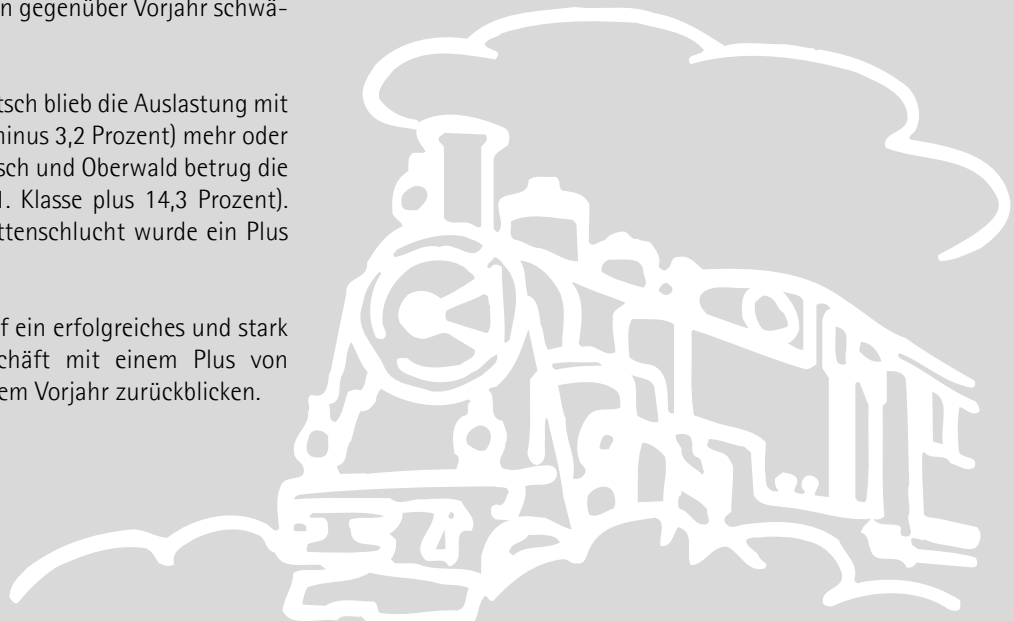 n gegenüber Vorjahr schwä-
tsch blieb die Auslastung mit
minus 3,2 Prozent) mehr oder
sch und Oberwald betrug die
1. Klasse plus 14,3 Prozent).
ttenschlucht wurde ein Plus
f ein erfolgreiches und stark
chäft mit einem Plus von
em Vorjahr zurückblicken.